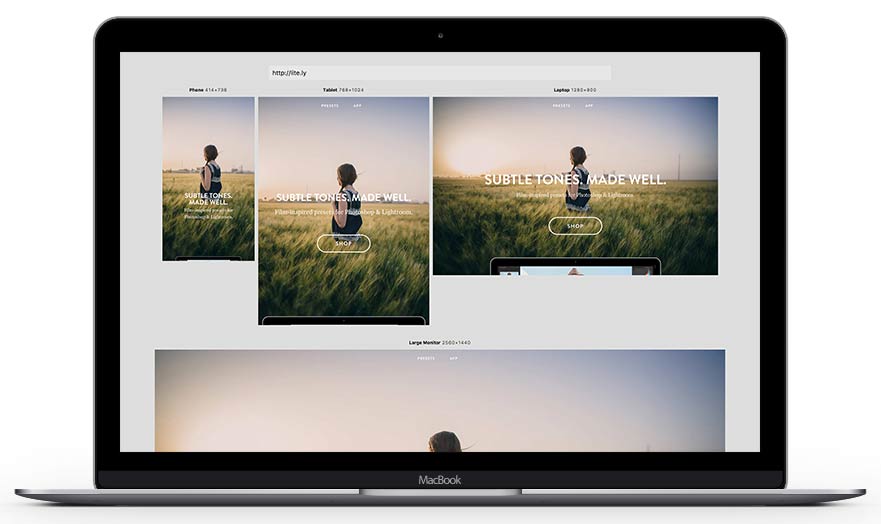 http://lite.ly
Phone 414×736
Tablet 768×1024
Laptop 1280×800
SUBTLE TONES.
MADE WELL.
Film-inspired presets for
Photoshop & Lightroom.
PRESETS APP
SUBTLE TONES. MADE WELL.
Film-inspired presets for Photoshop & Lightroom.
SHOP
PRESETS APP
SUBTLE TONES. MADE WELL.
Film-inspired presets for Photoshop & Lightroom.
SHOP
Large Monitor 2560×1440
PRESETS APP
MacBook